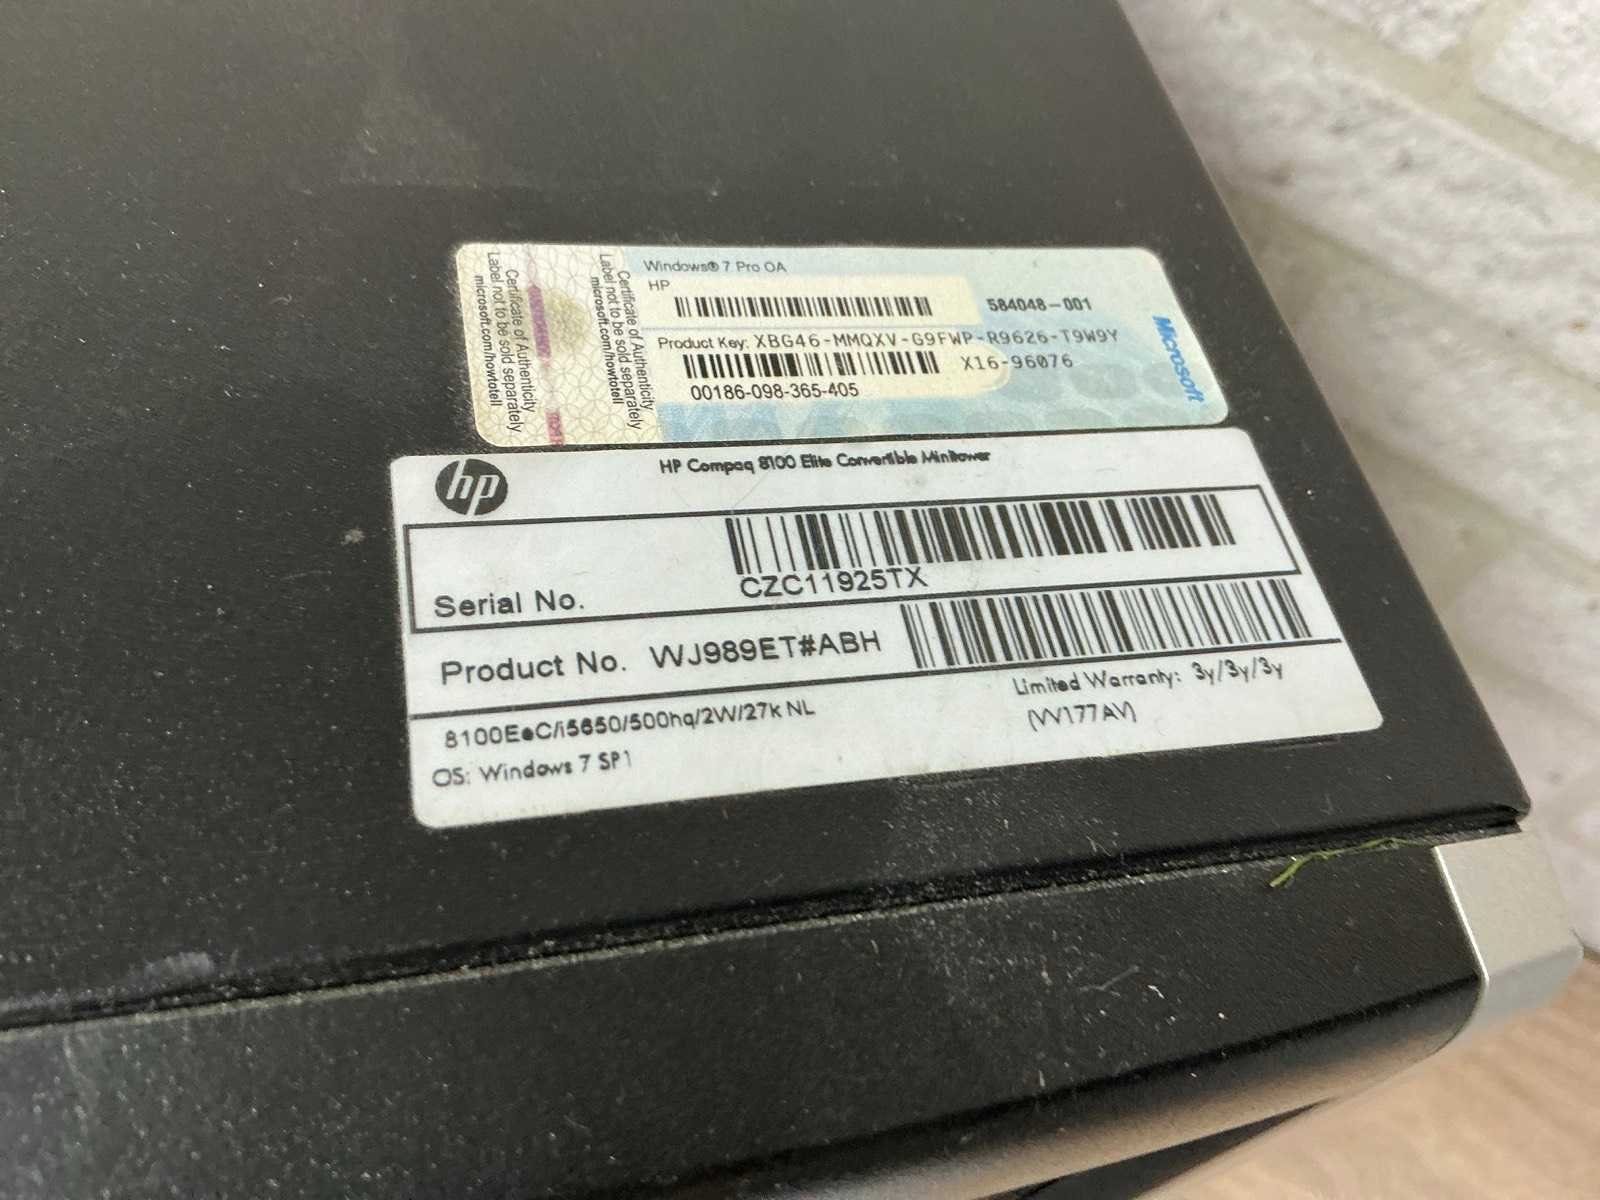 Certificate of Authenticity
Label not to be sold separately
microsoft.com/howtotell
Certificate of Authenticity
Label not to be sold separately
microsoft.com/howtotell
Windows® 7 Pro OA
HP
584048-001
Product Key: XBG46-MMQXV-G9FWP-R9626-T9W9Y
X16-96076
00186-098-365-405
Microsoft
hp
HP Compaq 8100 Elite Convertible Minitower
Serial No.
CZC11925TX
Product No. WJ989ET#ABH
8100EeC/i5650/500hq/2W/27k NL
Limited Warranty: 3y/3y/3y
(W177AV)
OS: Windows 7 SP1